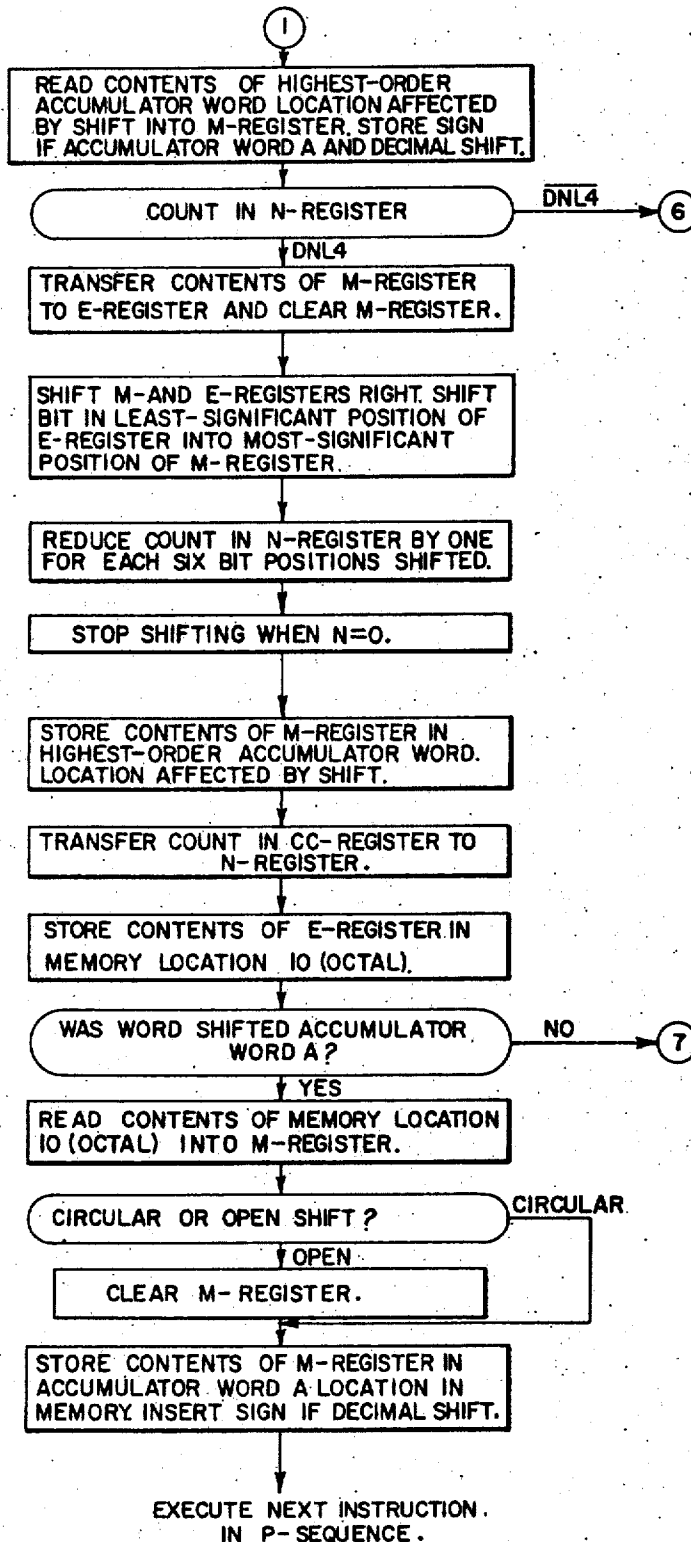 1
READ CONTENTS OF HIGHEST-ORDER
ACCUMULATOR WORD LOCATION AFFECTED
BY SHIFT INTO M-REGISTER. STORE SIGN
IF ACCUMULATOR WORD A AND DECIMAL SHIFT.
COUNT IN N-REGISTER
D̅N̅L̅4̅
6
DNL4
TRANSFER CONTENTS OF M-REGISTER
TO E-REGISTER AND CLEAR M-REGISTER.
SHIFT M-AND E-REGISTERS RIGHT. SHIFT
BIT IN LEAST-SIGNIFICANT POSITION OF
E-REGISTER INTO MOST-SIGNIFICANT
POSITION OF M-REGISTER.
REDUCE COUNT IN N-REGISTER BY ONE
FOR EACH SIX BIT POSITIONS SHIFTED.
STOP SHIFTING WHEN N=0.
STORE CONTENTS OF M-REGISTER IN
HIGHEST-ORDER ACCUMULATOR WORD.
LOCATION AFFECTED BY SHIFT.
TRANSFER COUNT IN CC-REGISTER TO
N-REGISTER.
STORE CONTENTS OF E-REGISTER IN
MEMORY LOCATION 10 (OCTAL).
WAS WORD SHIFTED ACCUMULATOR
WORD A?
NO
7
YES
READ CONTENTS OF MEMORY LOCATION
10 (OCTAL) INTO M-REGISTER.
CIRCULAR OR OPEN SHIFT?
CIRCULAR
OPEN
CLEAR M-REGISTER.
STORE CONTENTS OF M-REGISTER IN
ACCUMULATOR WORD A LOCATION IN
MEMORY. INSERT SIGN IF DECIMAL SHIFT.
EXECUTE NEXT INSTRUCTION.
IN P-SEQUENCE.